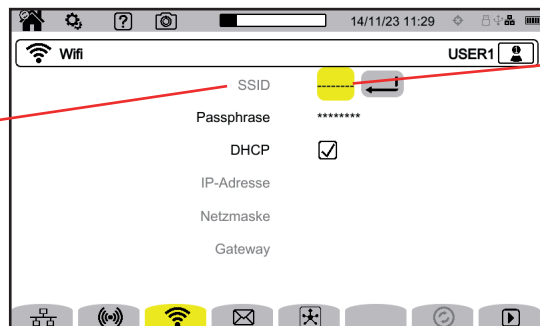 14/11/23 11:29
Wifi USER1
SSID -------
Passphrase ********
DHCP
IP-Adresse
Netzmaske
Gateway